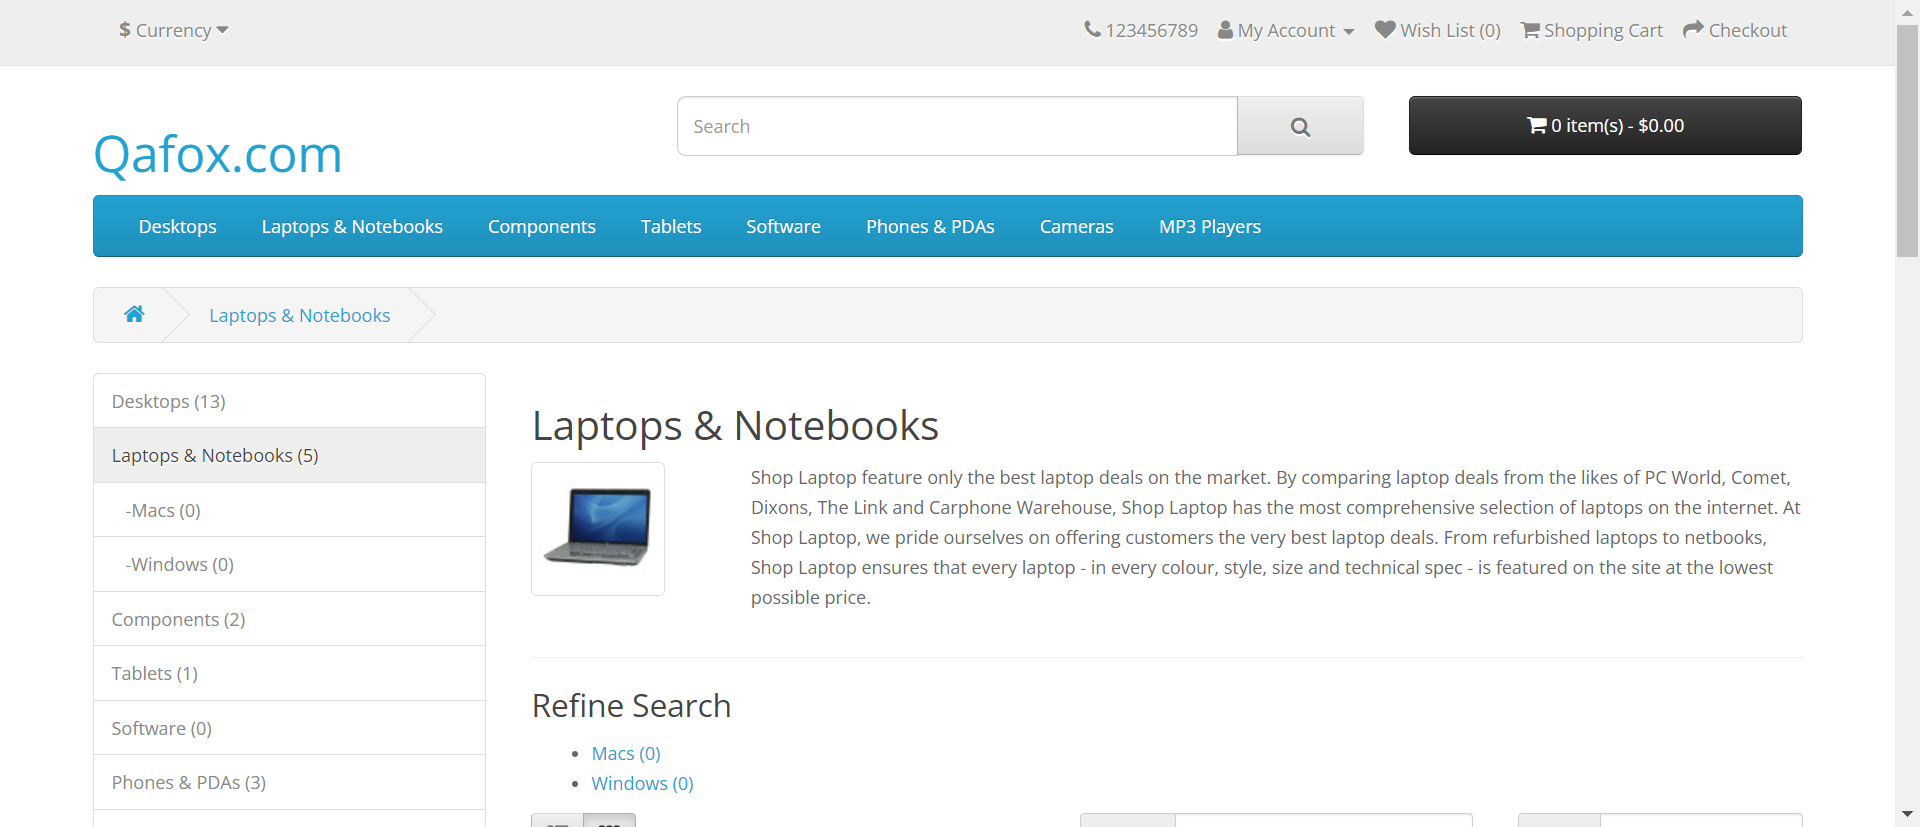 $ Currency
123456789
My Account
Wish List (0)
Shopping Cart
Checkout
Qafox.com
Search
0 item(s) - $0.00
Desktops
Laptops & Notebooks
Components
Tablets
Software
Phones & PDAs
Cameras
MP3 Players
Laptops & Notebooks
Desktops (13)
Laptops & Notebooks (5)
-Macs (0)
-Windows (0)
Components (2)
Tablets (1)
Software (0)
Phones & PDAs (3)
Laptops & Notebooks
Shop Laptop feature only the best laptop deals on the market. By comparing laptop deals from the likes of PC World, Comet,
Dixons, The Link and Carphone Warehouse, Shop Laptop has the most comprehensive selection of laptops on the internet. At
Shop Laptop, we pride ourselves on offering customers the very best laptop deals. From refurbished laptops to netbooks,
Shop Laptop ensures that every laptop - in every colour, style, size and technical spec - is featured on the site at the lowest
possible price.
Refine Search
Macs (0)
Windows (0)